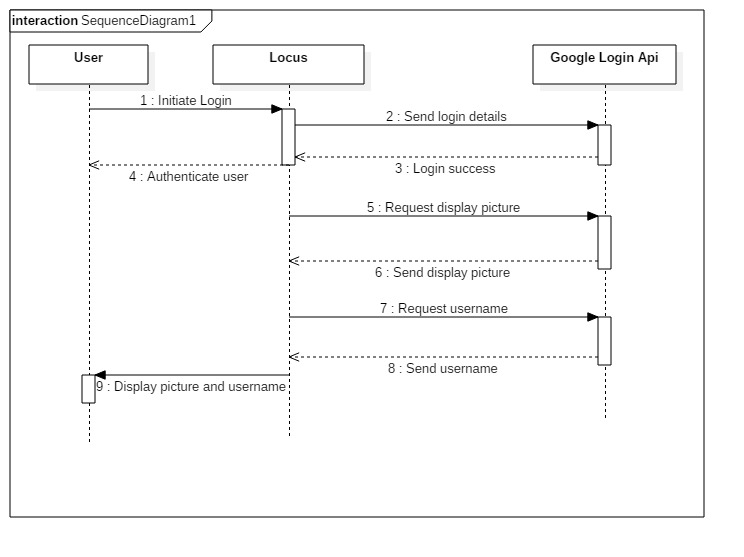 interaction SequenceDiagram1
User
Locus
Google Login Api
1 : Initiate Login
2 : Send login details
3 : Login success
4 : Authenticate user
5 : Request display picture
6 : Send display picture
7 : Request username
8 : Send username
9 : Display picture and username